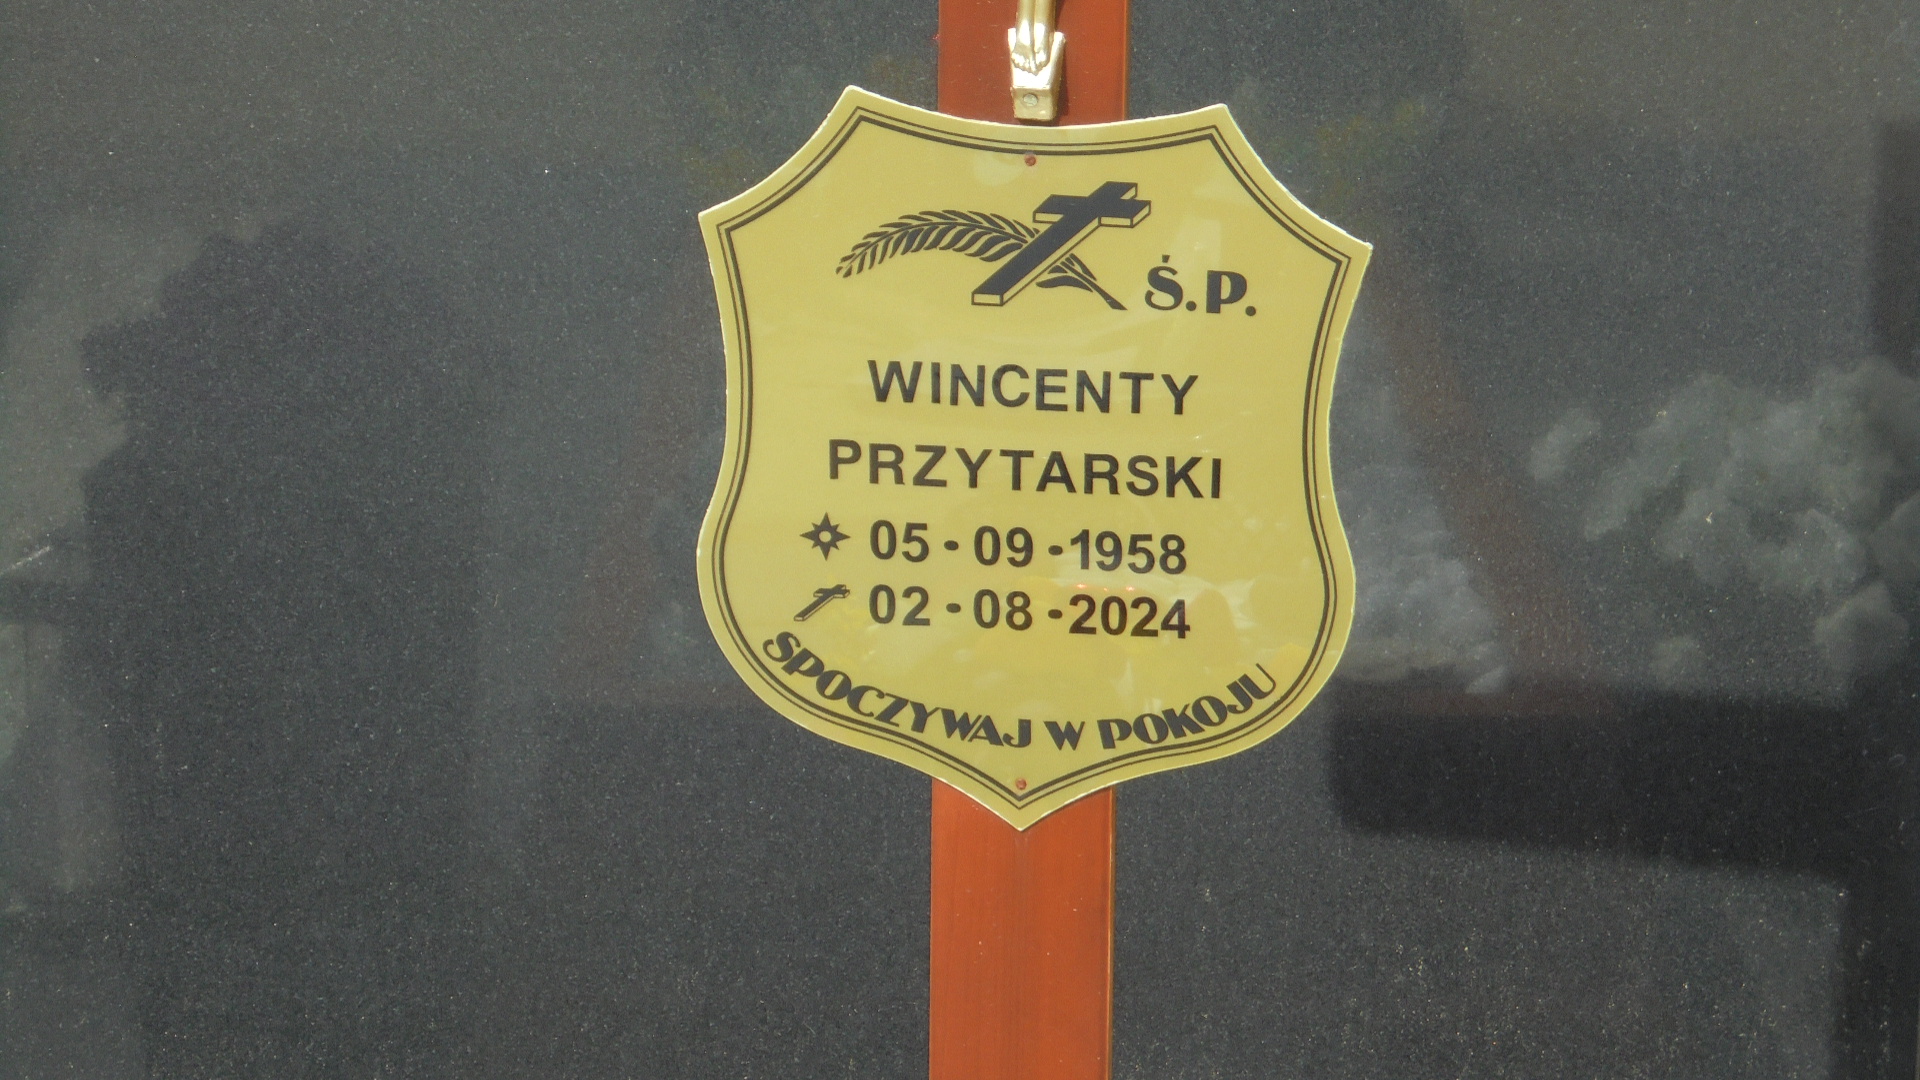 Ś.P.
WINCENTY
PRZYTARSKI
05·09·1958
02·08·2024
SPOCZYWAJ W POKOJU